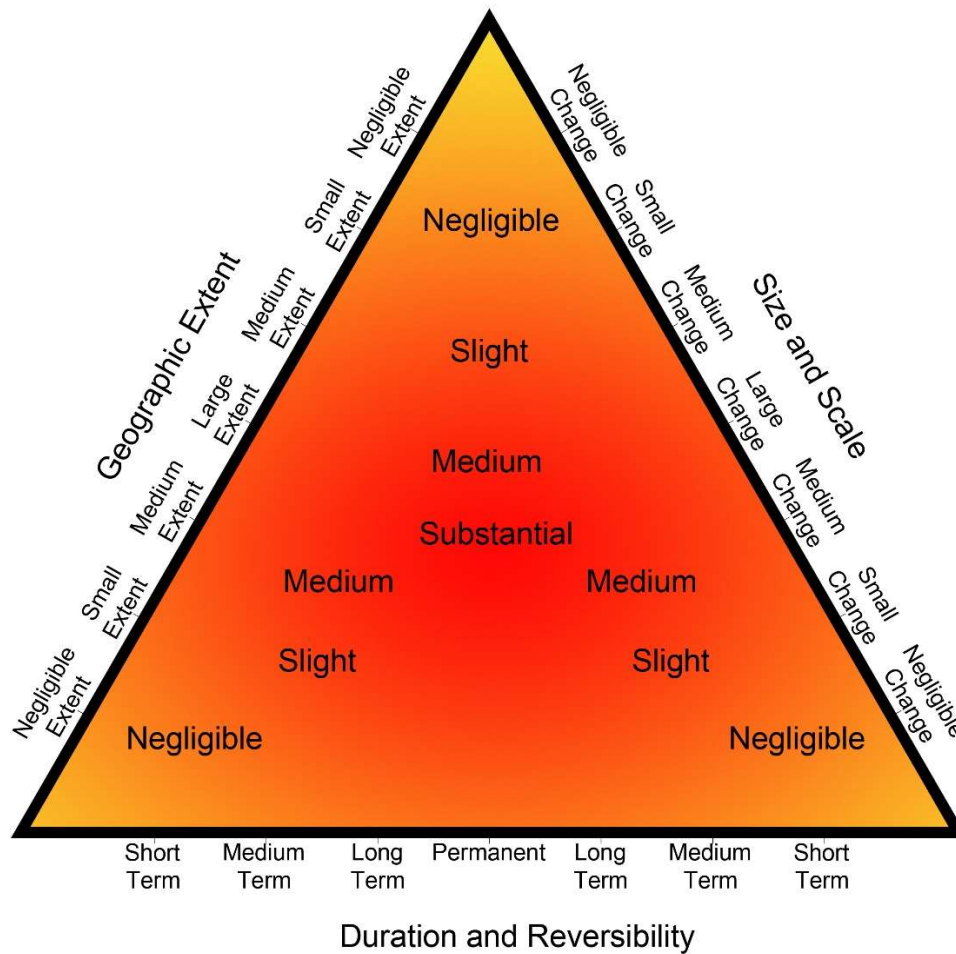 Negligible
Extent
Small
Extent
Medium
Extent
Large
Extent
Medium
Extent
Small
Extent
Negligible
Extent
Geographic Extent
Negligible
Change
Small
Change
Medium
Change
Large
Change
Medium
Change
Small
Change
Negligible
Change
Size and Scale
Negligible
Slight
Medium
Substantial
Medium
Medium
Slight
Slight
Negligible
Negligible
Short
Term
Medium
Term
Long
Term
Permanent
Long
Term
Medium
Term
Short
Term
Duration and Reversibility